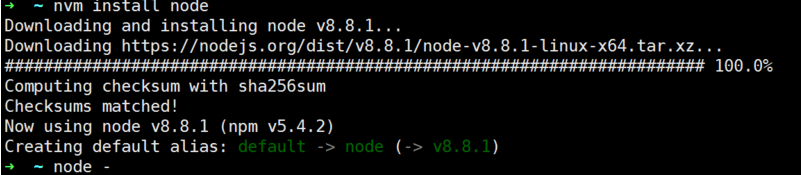 ➜  ~ nvm install node
Downloading and installing node v8.8.1...
Downloading https://nodejs.org/dist/v8.8.1/node-v8.8.1-linux-x64.tar.xz...
######################################################################## 100.0%
Computing checksum with sha256sum
Checksums matched!
Now using node v8.8.1 (npm v5.4.2)
Creating default alias: default -> node (-> v8.8.1)
➜  ~ node -